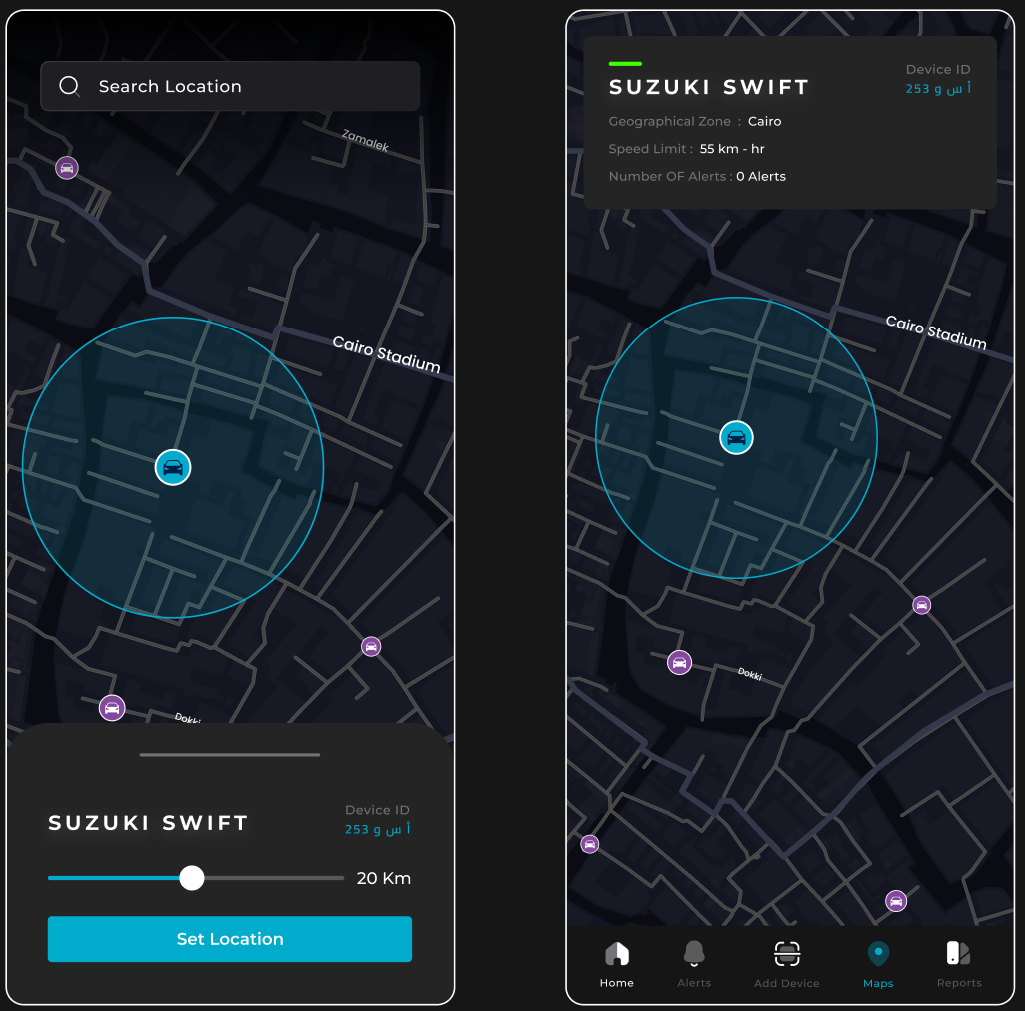 Search Location
Zamalek
Cairo Stadium
Dokki
SUZUKI SWIFT
Device ID
أ س و 253
20 Km
Set Location
SUZUKI SWIFT
Device ID
أ س و 253
Geographical Zone : Cairo
Speed Limit : 55 km - hr
Number OF Alerts : 0 Alerts
Cairo Stadium
Dokki
Home
Alerts
Add Device
Maps
Reports